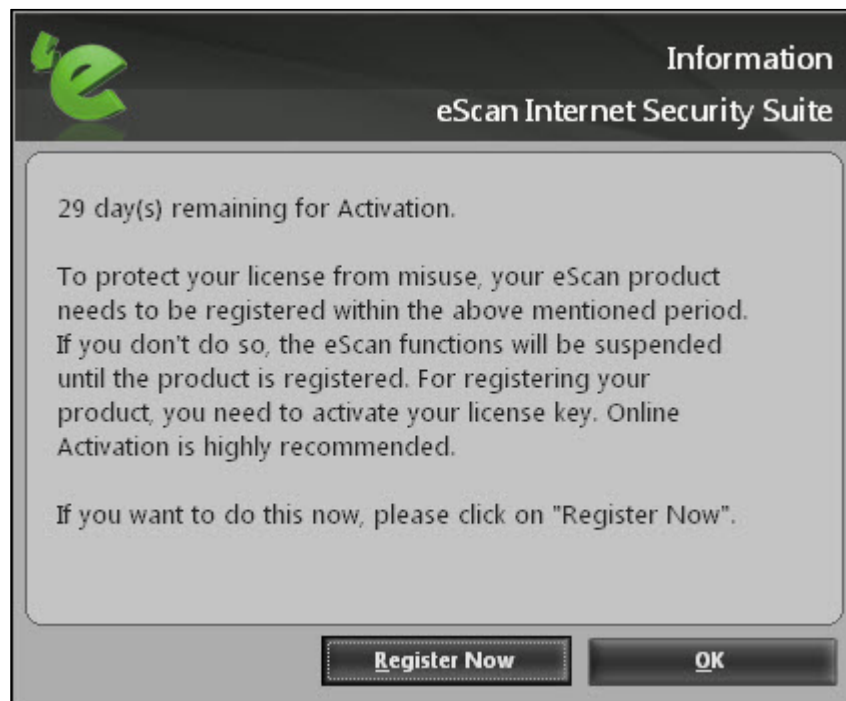 Information
eScan Internet Security Suite
29 day(s) remaining for Activation.
To protect your license from misuse, your eScan product
needs to be registered within the above mentioned period.
If you don't do so, the eScan functions will be suspended
until the product is registered. For registering your
product, you need to activate your license key. Online
Activation is highly recommended.
If you want to do this now, please click on "Register Now".
Register Now
OK